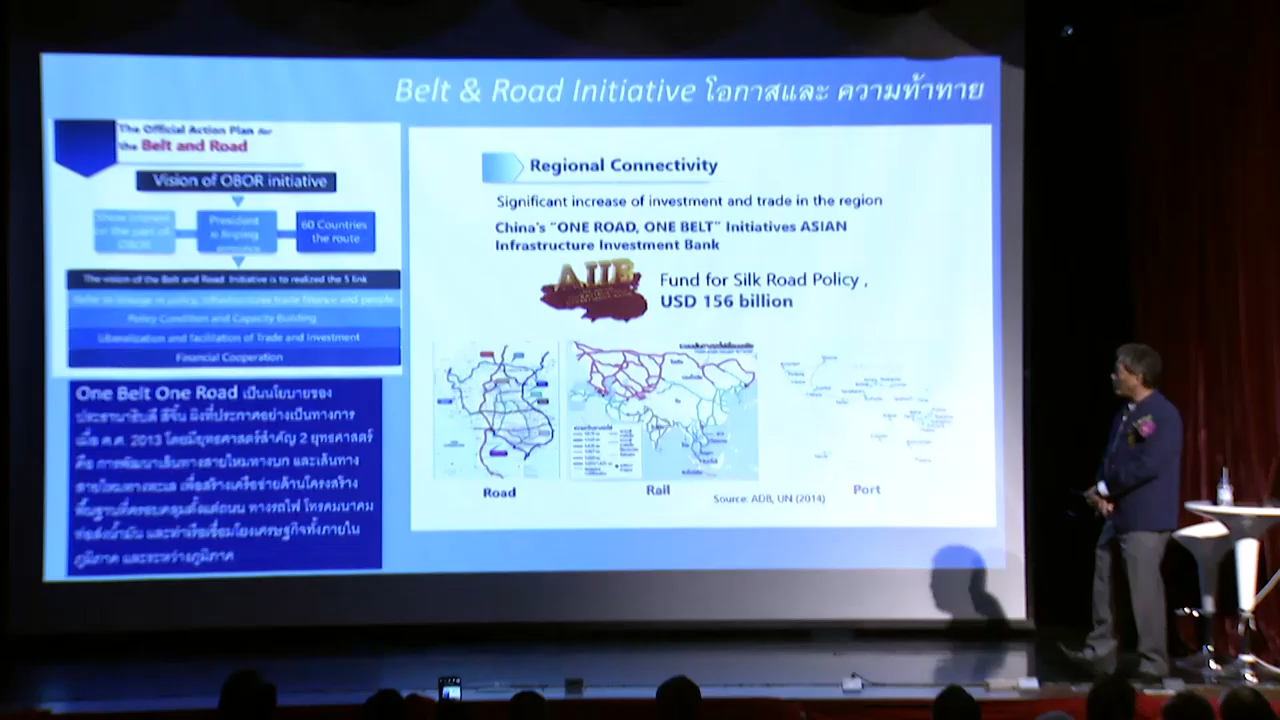 Belt & Road Initiative โอกาสและ ความท้าทาย
The Official Action Plan for
the Belt and Road
Vision of OBOR initiative
President
60 Countries
the route
The vision of the Belt and Road Initiative is to realized the 5 link
Policy Condition and Capacity Building
Liberalization and facilitation of Trade and Investment
Financial Cooperation
One Belt One Road เป็นนโยบายของ
ประธานาธิบดี สีจิ้น ผิงที่ประกาศอย่างเป็นทางการ
เมื่อ ค.ศ. 2013 โดยมียุทธศาสตร์สำคัญ 2 ยุทธศาสตร์
คือ การพัฒนาเส้นทางสายไหมทางบก และเส้นทาง
สายไหมทางทะเล เพื่อสร้างเครือข่ายด้านโครงสร้าง
พื้นฐานที่ครอบคลุมตั้งแต่ถนน ทางรถไฟ โทรคมนาคม
ท่อส่งน้ำมัน และท่าเรือเชื่อมโยงเศรษฐกิจทั้งภายใน
ภูมิภาค และระหว่างภูมิภาค
Regional Connectivity
Significant increase of investment and trade in the region
China's "ONE ROAD, ONE BELT" Initiatives ASIAN
Infrastructure Investment Bank
AIIB
Fund for Silk Road Policy ,
USD 156 billion
Road
Rail
Port
Source: ADB, UN (2014)